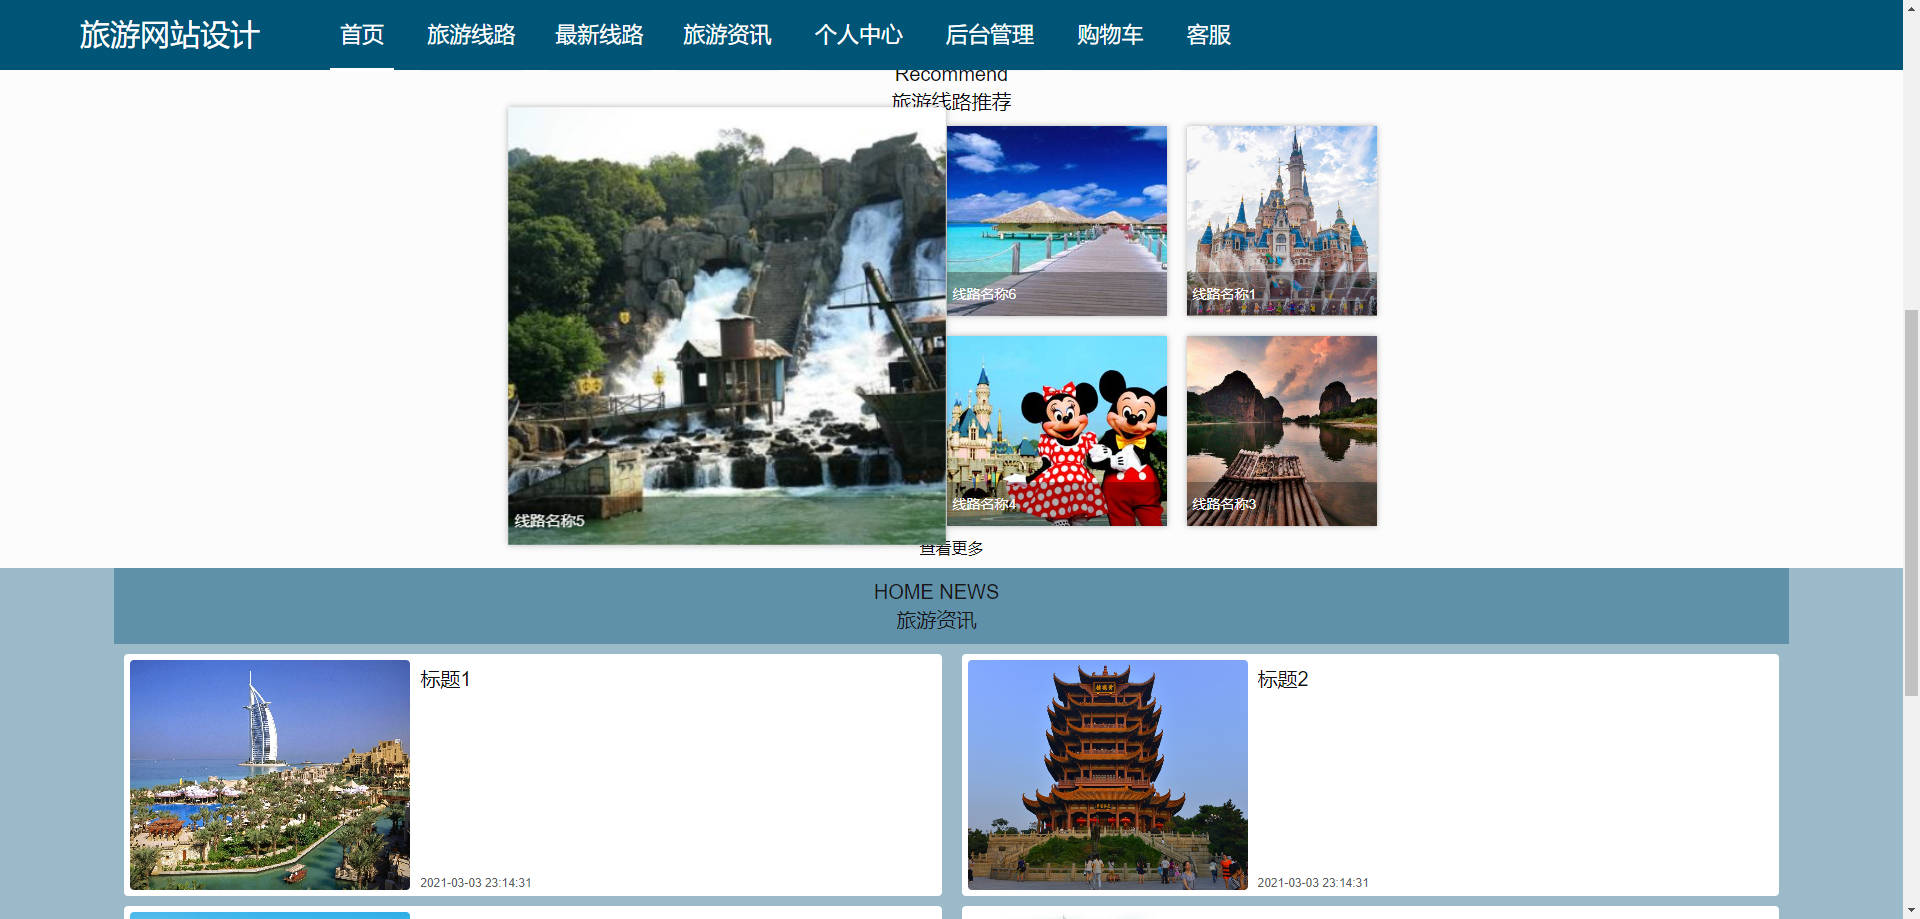 旅游网站设计
首页 旅游线路 最新线路 旅游资讯 个人中心 后台管理 购物车 客服
Recommend
旅游线路推荐
线路名称6
线路名称1
线路名称5
线路名称4
线路名称3
查看更多
HOME NEWS
旅游资讯
标题1
2021-03-03 23:14:31
标题2
2021-03-03 23:14:31